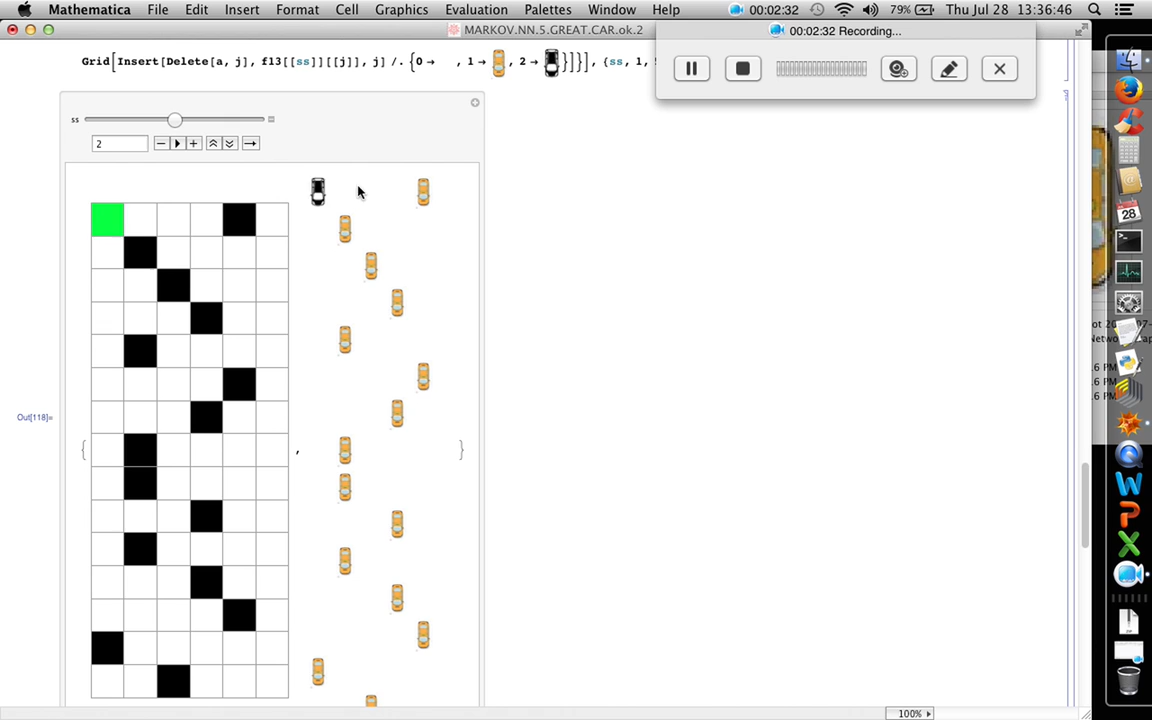 Mathematica File Edit Insert Format Cell Graphics Evaluation Palettes Window Help 00:02:32 79% Thu Jul 28 13:36:46
MARKOV.NN.5.GREAT.CAR.ok.2
00:02:32 Recording...
Grid[Insert[Delete[a, j], fl3[[ss]][[j]], j] /. {0→ , 1→ , 2→ }]}], {ss, 1,
ss
2
28
Out[118]=
{ , }
100%